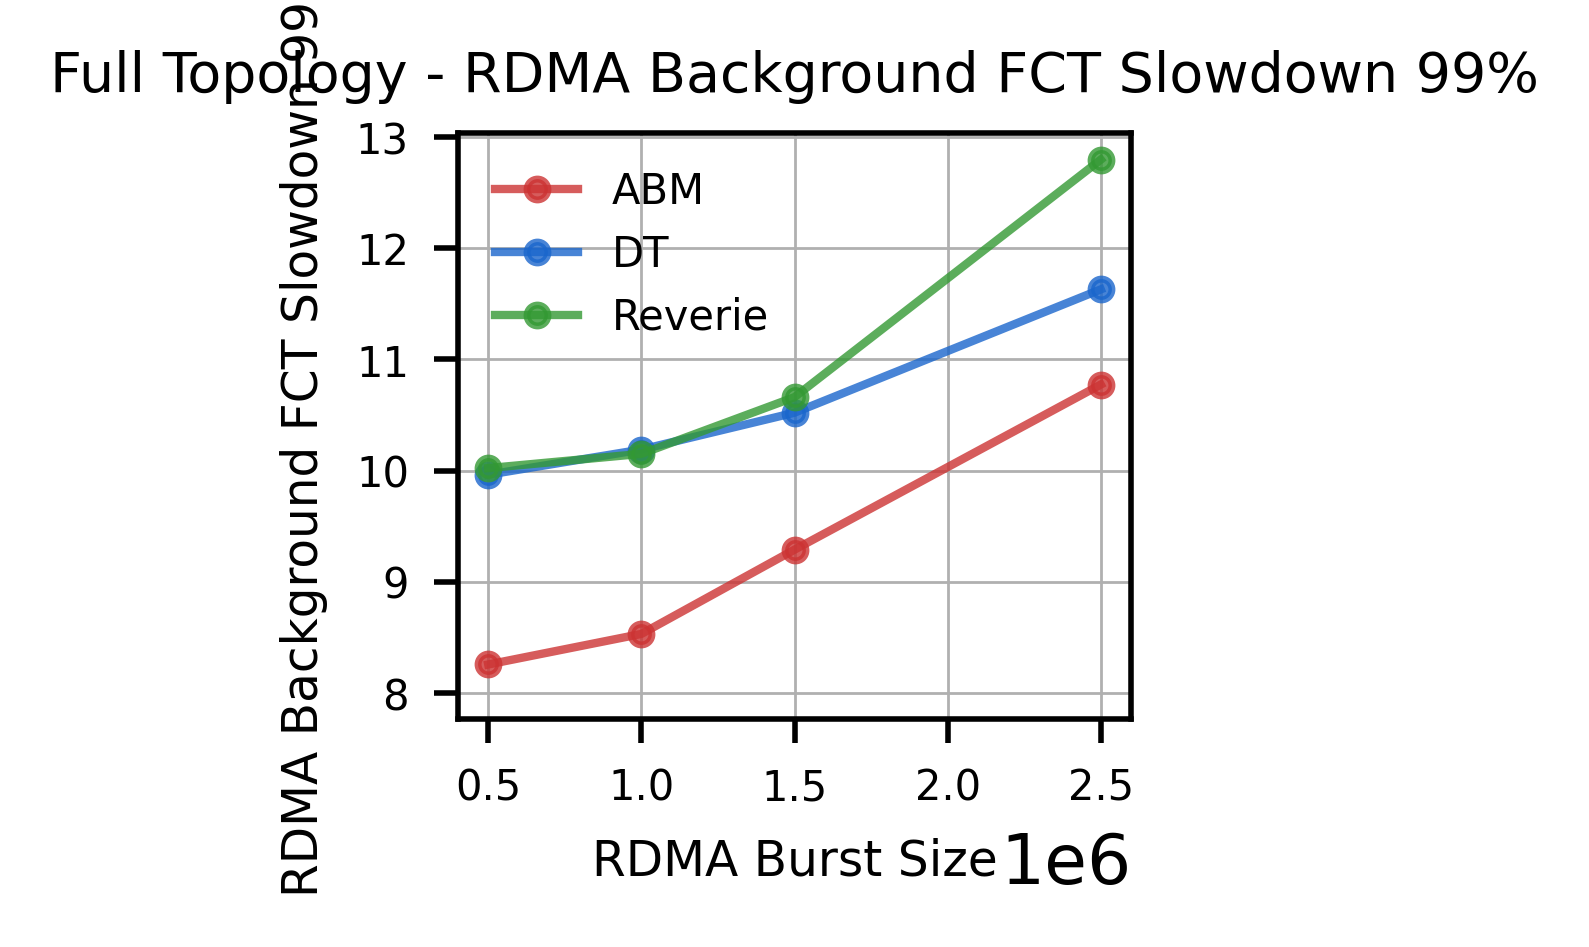 Full Topology - RDMA Background FCT Slowdown 99%
RDMA Background FCT Slowdown 99
13
12
11
10
9
8
ABM
DT
Reverie
0.5 1.0 1.5 2.0 2.5
RDMA Burst Size 1e6